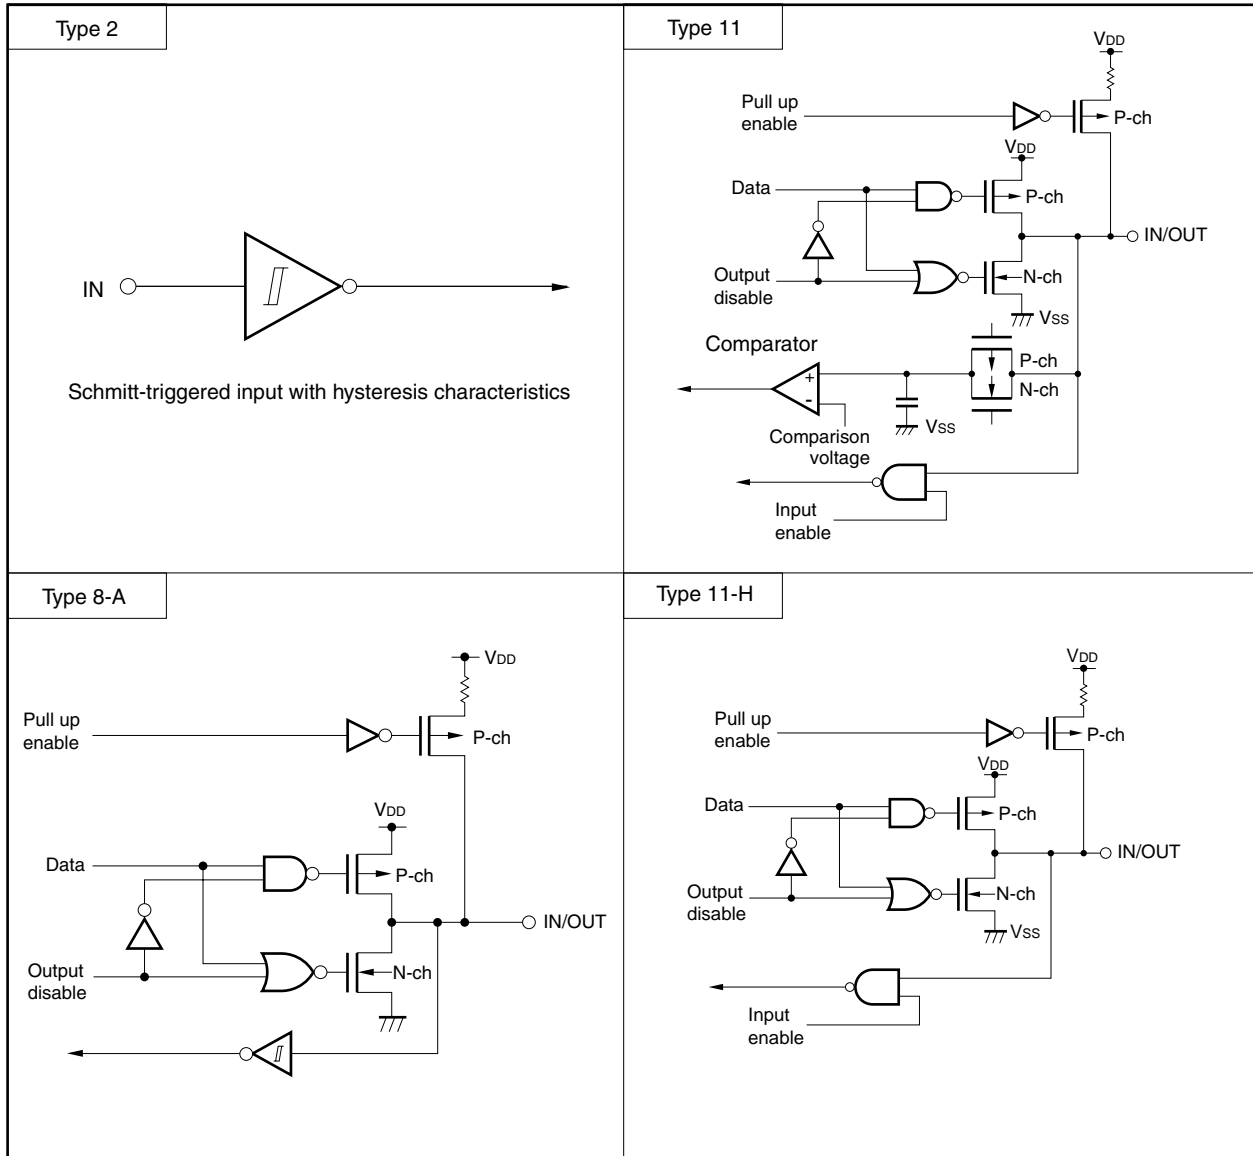 Type 2
IN
Schmitt-triggered input with hysteresis characteristics
Type 11
VDD
Pull up
enable
P-ch
VDD
Data
P-ch
IN/OUT
Output
disable
N-ch
VSS
Comparator
P-ch
N-ch
+
-
VSS
Comparison
voltage
Input
enable
Type 8-A
VDD
Pull up
enable
P-ch
VDD
Data
P-ch
IN/OUT
Output
disable
N-ch
Type 11-H
VDD
Pull up
enable
P-ch
VDD
Data
P-ch
IN/OUT
Output
disable
N-ch
VSS
Input
enable